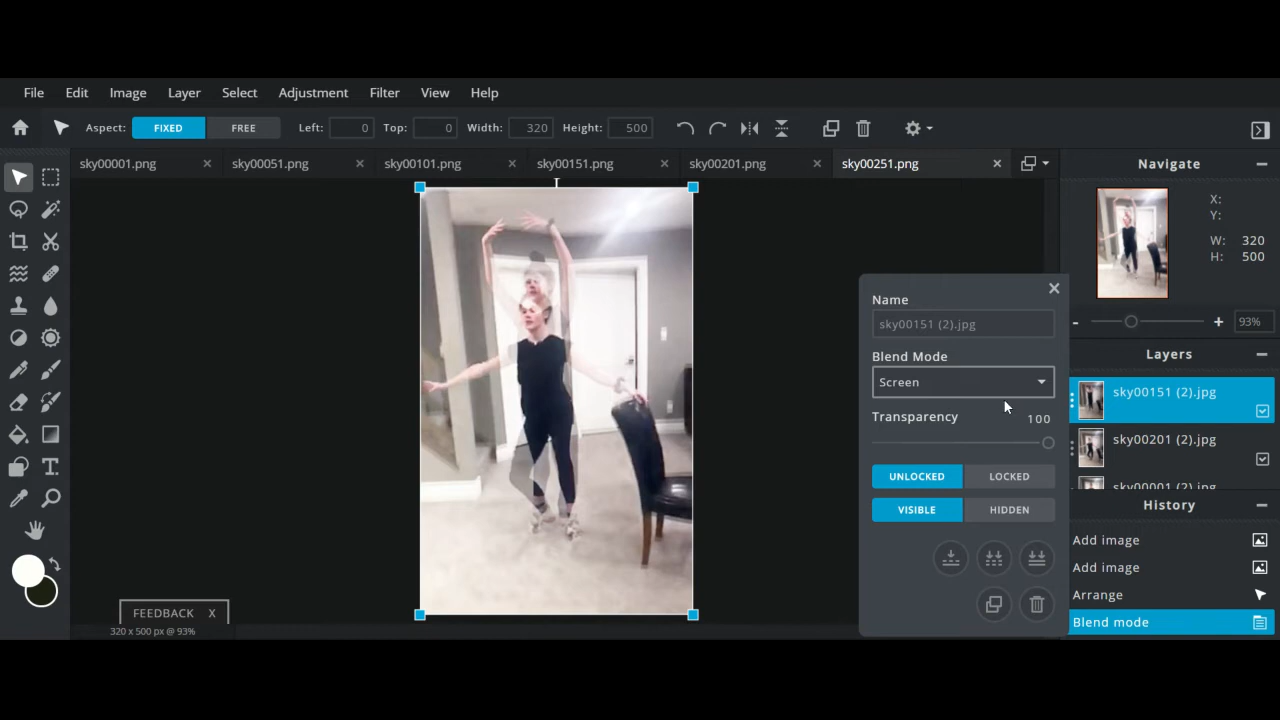 File Edit Image Layer Select Adjustment Filter View Help
Aspect: FIXED FREE Left: 0 Top: 0 Width: 320 Height: 500
sky00001.png sky00051.png sky00101.png sky00151.png sky00201.png sky00251.png
Navigate
X:
Y:
W: 320
H: 500
93%
Name
sky00151 (2).jpg
Blend Mode
Screen
Transparency 100
UNLOCKED LOCKED
VISIBLE HIDDEN
Layers
sky00151 (2).jpg
sky00201 (2).jpg
sky00001 (2).jpg
History
Add image
Add image
Arrange
Blend mode
FEEDBACK X
320 x 500 px @ 93%